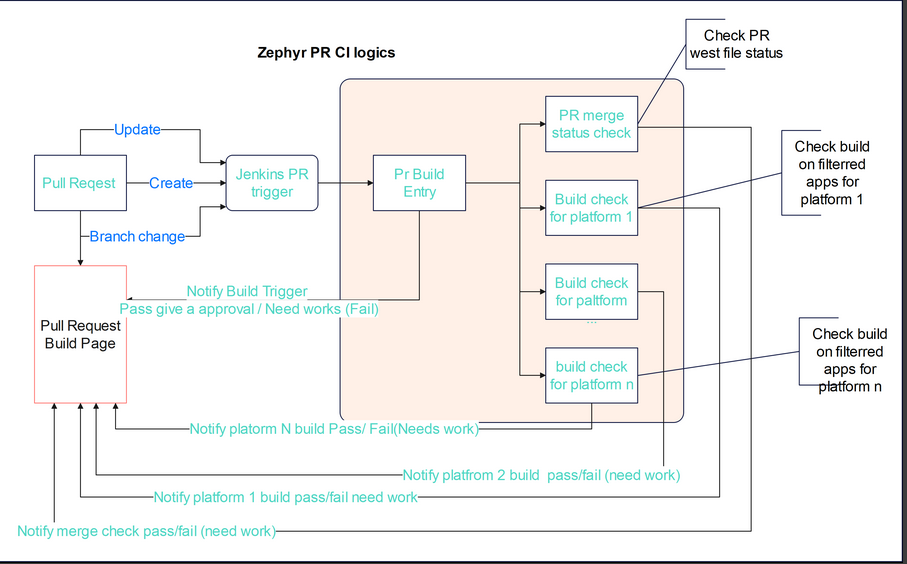 Zephyr PR CI logics
Check PR
west file status
PR merge
status check
Update
Check build
on filterred
apps for
platform 1
Pull Reqest
Create
Jenkins PR
trigger
Pr Build
Entry
Build check
for platform 1
Branch change
Notify Build Trigger
Pass give a approval / Need works (Fail)
Build check
for paltform
...
Pull Request
Build Page
Check build
on filterred
apps for
platform n
build check
for platform n
Notify platorm N build Pass/ Fail(Needs work)
Notify platfrom 2 build  pass/fail (need work)
Notify platform 1 build pass/fail need work
Notify merge check pass/fail (need work)